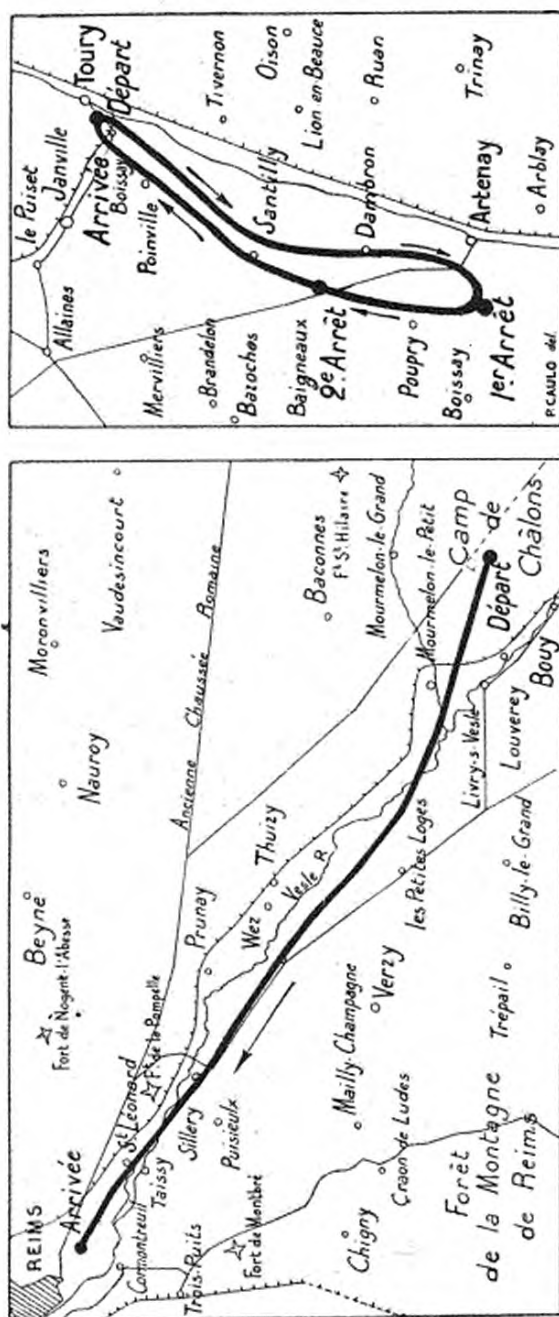 le Puiset
Janville
Toury
Départ
Arrivée
Boissay
Allaines
Poinville
Tivernon
Oison
Lion en Beauce
Santilly
Mervilliers
Brandelon
Bazoches
Baigneaux
2e. Arrêt
Dambron
Ruan
Poupry
Boissay
1er Arrêt
Artenay
Trinay
Arblay
P. CAULO del.
REIMS
Arrivée
Cormontreuil
Trois-Puits
St Léonard
Taissy
Ft. de la Pompelle
Fort de Nogent-l'Abesse
Beyne
Nauroy
Moronvilliers
Vaudesincourt
Ancienne Chaussée Romaine
Sillery
Puisieulx
Fort de Montbré
Prunay
Wez
Thuizy
Vesle R
Baconnes
Ft St Hilaire
Mourmelon-le-Grand
Mourmelon-le-Petit
Camp
de
Châlons
Départ
Bouy
Louverey
Livry-s-Vesle
les Petites Loges
Billy-le-Grand
Verzy
Mailly-Champagne
Craon de Ludes
Chigny
Trépail
Forêt
de la Montagne
de Reims